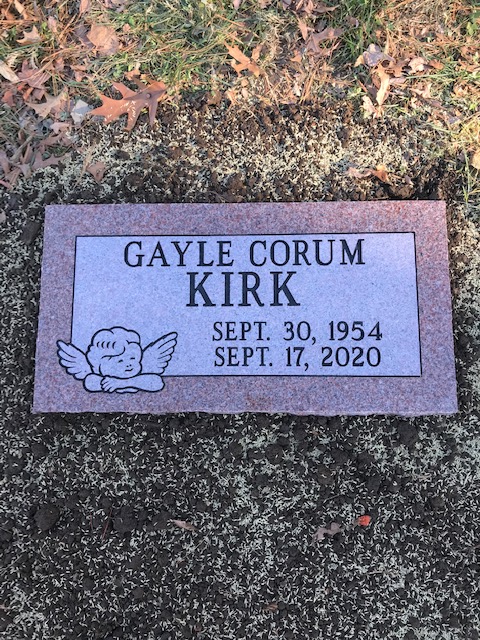 GAYLE CORUM
KIRK
SEPT. 30, 1954
SEPT. 17, 2020